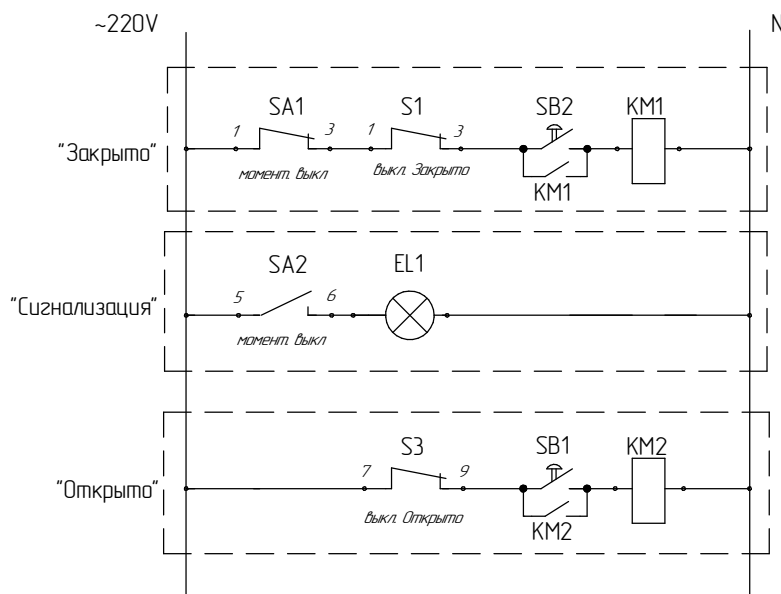 ~220V N
SA1 S1 SB2 KM1
1 3 1 3
"Закрыто"
момент. выкл выкл. Закрыто
KM1
SA2 EL1
5 6
"Сигнализация"
момент. выкл
S3 SB1 KM2
7 9
"Открыто"
выкл. Открыто
KM2